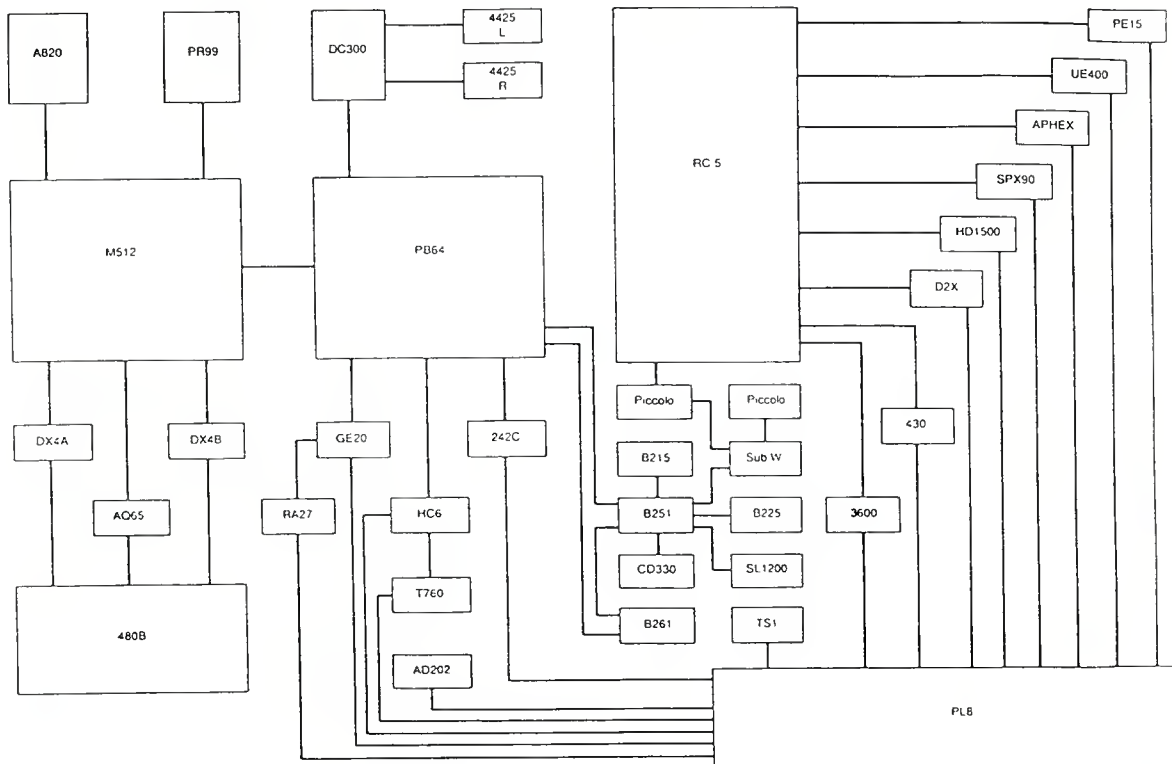 A820
PR99
DC300
4425
L
4425
R
PE15
UE400
APHEX
SPX90
HD1500
D2X
RC 5
M512
PB64
Piccolo
Piccolo
430
DX4A
DX4B
GE20
242C
B215
Sub W
AQ65
RA27
HC6
B251
B225
3600
CD330
SL1200
T760
480B
B261
TS1
AD202
PL8